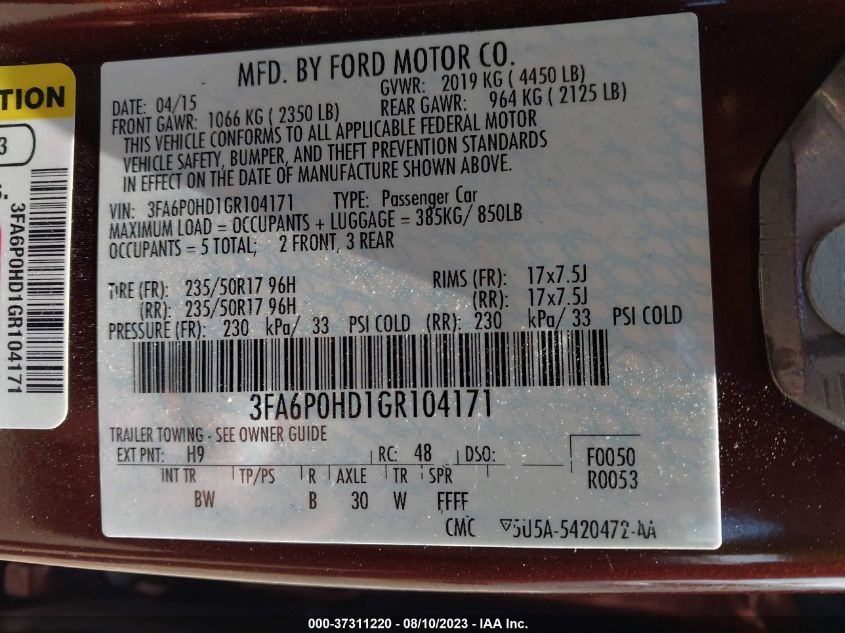 MFD. BY FORD MOTOR CO.
DATE: 04/15 GVWR: 2019 KG ( 4450 LB)
FRONT GAWR: 1066 KG ( 2350 LB) REAR GAWR: 964 KG ( 2125 LB)
THIS VEHICLE CONFORMS TO ALL APPLICABLE FEDERAL MOTOR
VEHICLE SAFETY, BUMPER, AND THEFT PREVENTION STANDARDS
IN EFFECT ON THE DATE OF MANUFACTURE SHOWN ABOVE.
VIN: 3FA6P0HD1GR104171 TYPE: Passenger Car
MAXIMUM LOAD = OCCUPANTS + LUGGAGE = 385KG/ 850LB
OCCUPANTS = 5 TOTAL; 2 FRONT, 3 REAR
TIRE (FR): 235/50R17 96H RIMS (FR): 17x7.5J
(RR): 235/50R17 96H (RR): 17x7.5J
PRESSURE (FR): 230 kPa/ 33 PSI COLD (RR): 230 kPa/ 33 PSI COLD
3FA6P0HD1GR104171
TRAILER TOWING - SEE OWNER GUIDE
EXT PNT: H9 RC: 48 DSO: F0050
INT TR TP/PS R AXLE TR SPR R0053
BW B 30 W FFFF
CMC ▽5U5A-5420472-AA
TION
3
S.
3FA6P0HD1GR104171
000-37311220 - 08/10/2023 - IAA Inc.